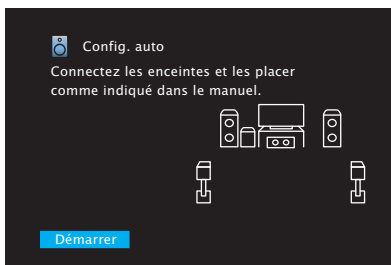 Config. auto
Connectez les enceintes et les placer
comme indiqué dans le manuel.
Démarrer